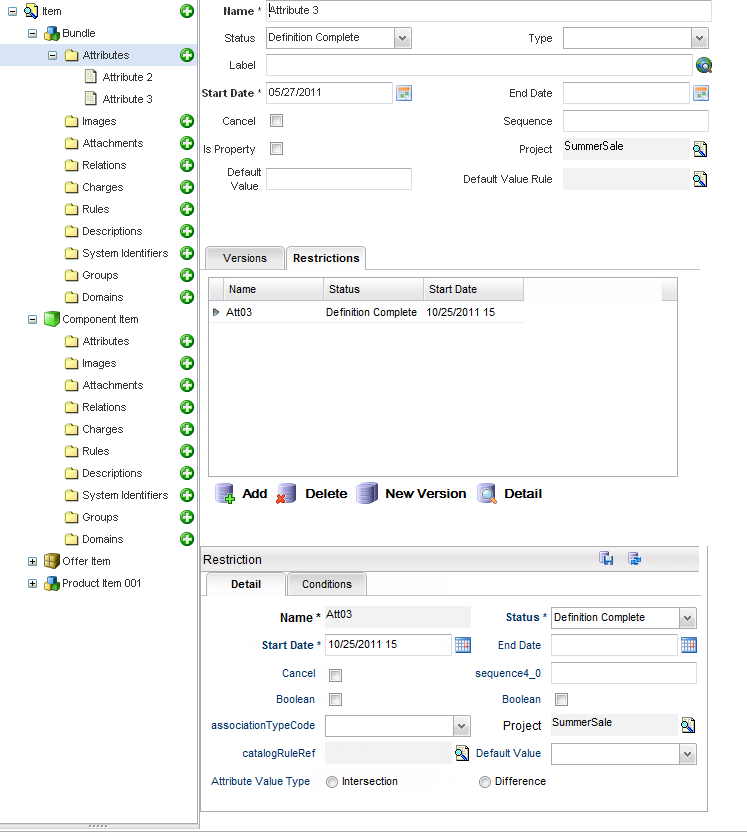 Item
Bundle
Attributes
Attribute 2
Attribute 3
Images
Attachments
Relations
Charges
Rules
Descriptions
System Identifiers
Groups
Domains
Component Item
Attributes
Images
Attachments
Relations
Charges
Rules
Descriptions
System Identifiers
Groups
Domains
Offer Item
Product Item 001
Name * Attribute 3
Status Definition Complete Type
Label
Start Date * 05/27/2011 End Date
Cancel Sequence
Is Property Project SummerSale
Default Value Default Value Rule
Versions Restrictions
Name Status Start Date
Att03 Definition Complete 10/25/2011 15
Add Delete New Version Detail
Restriction
Detail Conditions
Name * Att03 Status * Definition Complete
Start Date * 10/25/2011 15 End Date
Cancel sequence4_0
Boolean Boolean
associationTypeCode Project SummerSale
catalogRuleRef Default Value
Attribute Value Type Intersection Difference